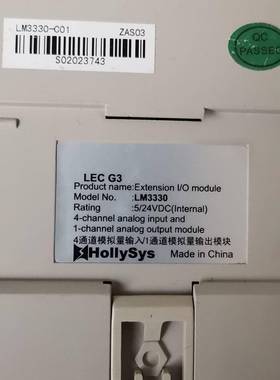 LM3330-C01 ZAS03
S02023743
QC
PASSED
LEC G3
Product name:Extension I/O module
Model No. :LM3330
Rating :5/24VDC(Internal)
4-channel analog input and
1-channel analog output module
4通道模拟量输入/1通道模拟量输出模块
HollySys Made in China